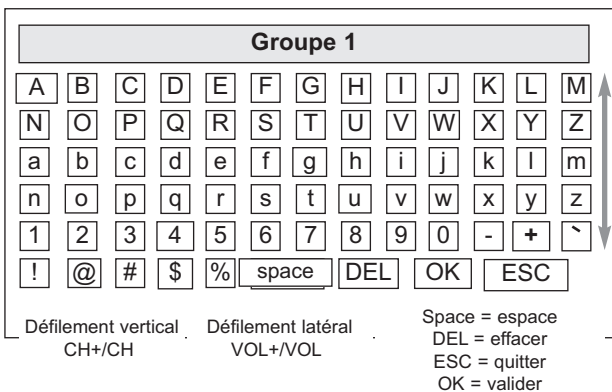 Groupe 1
A B C D E F G H I J K L M
N O P Q R S T U V W X Y Z
a b c d e f g h i j k l m
n o p q r s t u v w x y z
1 2 3 4 5 6 7 8 9 0 - + `
! @ # $ % space DEL OK ESC
Défilement vertical
CH+/CH
Défilement latéral
VOL+/VOL
Space = espace
DEL = effacer
ESC = quitter
OK = valider